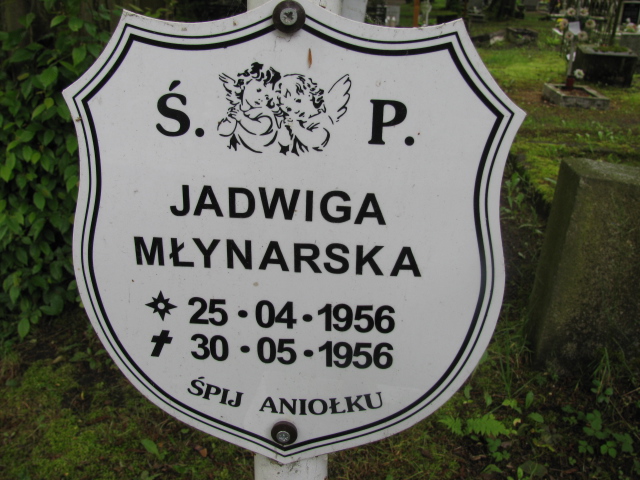 Ś. P.
JADWIGA
MŁYNARSKA
25 • 04 • 1956
30 • 05 • 1956
ŚPIJ ANIOŁKU